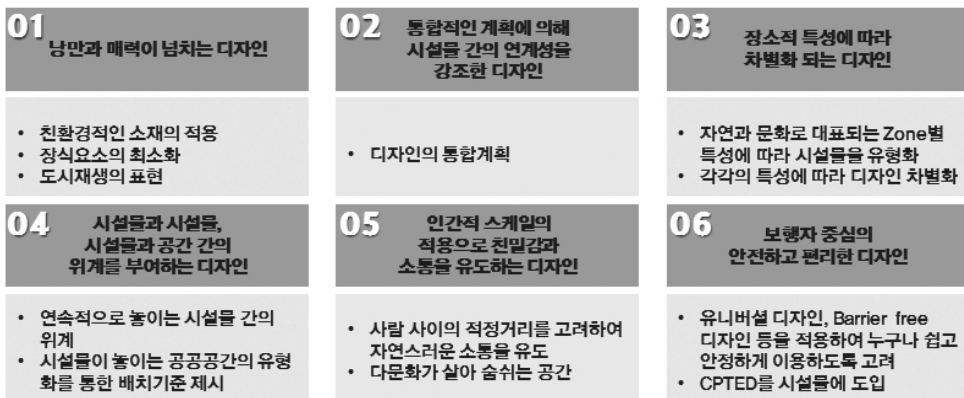 01
낭만과 매력이 넘치는 디자인
• 친환경적인 소재의 적용
• 장식요소의 최소화
• 도시재생의 표현
02
통합적인 계획에 의해
시설물 간의 연계성을
강조한 디자인
• 디자인의 통합계획
03
장소적 특성에 따라
차별화 되는 디자인
• 자연과 문화로 대표되는 Zone별
특성에 따라 시설물을 유형화
• 각각의 특성에 따라 디자인 차별화
04
시설물과 시설물,
시설물과 공간 간의
위계를 부여하는 디자인
• 연속적으로 놓이는 시설물 간의
위계
• 시설물이 놓이는 공공공간의 유형
화를 통한 배치기준 제시
05
인간적 스케일의
적용으로 친밀감과
소통을 유도하는 디자인
• 사람 사이의 적정거리를 고려하여
자연스러운 소통을 유도
• 다문화가 살아 숨쉬는 공간
06
보행자 중심의
안전하고 편리한 디자인
• 유니버셜 디자인, Barrier free
디자인 등을 적용하여 누구나 쉽고
안정하게 이용하도록 고려
• CPTED를 시설물에 도입